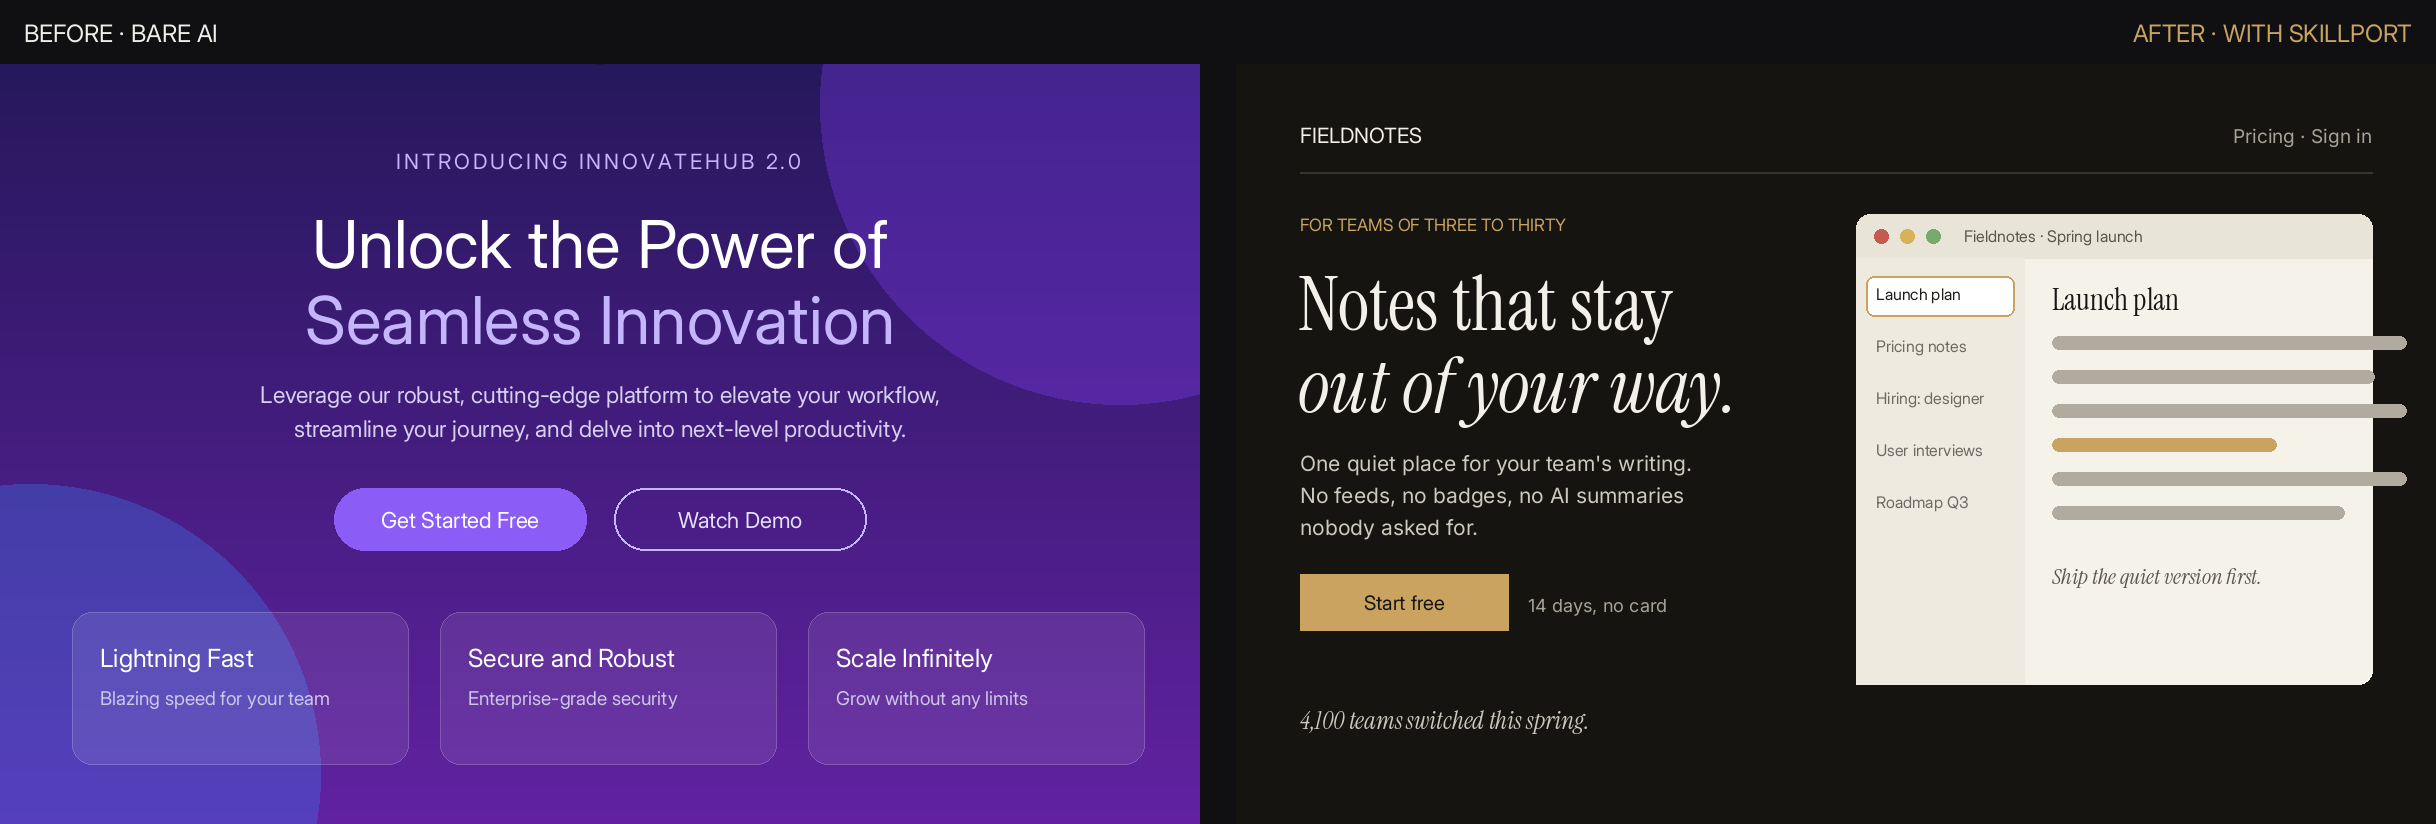 BEFORE · BARE AI
AFTER · WITH SKILLPORT
INTRODUCING INNOVATEHUB 2.0
Unlock the Power of
Seamless Innovation
Leverage our robust, cutting-edge platform to elevate your workflow,
streamline your journey, and delve into next-level productivity.
Get Started Free
Watch Demo
Lightning Fast
Blazing speed for your team
Secure and Robust
Enterprise-grade security
Scale Infinitely
Grow without any limits
FIELDNOTES
Pricing · Sign in
FOR TEAMS OF THREE TO THIRTY
Notes that stay
out of your way.
One quiet place for your team's writing.
No feeds, no badges, no AI summaries
nobody asked for.
Start free
14 days, no card
4,100 teams switched this spring.
Fieldnotes · Spring launch
Launch plan
Pricing notes
Hiring: designer
User interviews
Roadmap Q3
Launch plan
Ship the quiet version first.